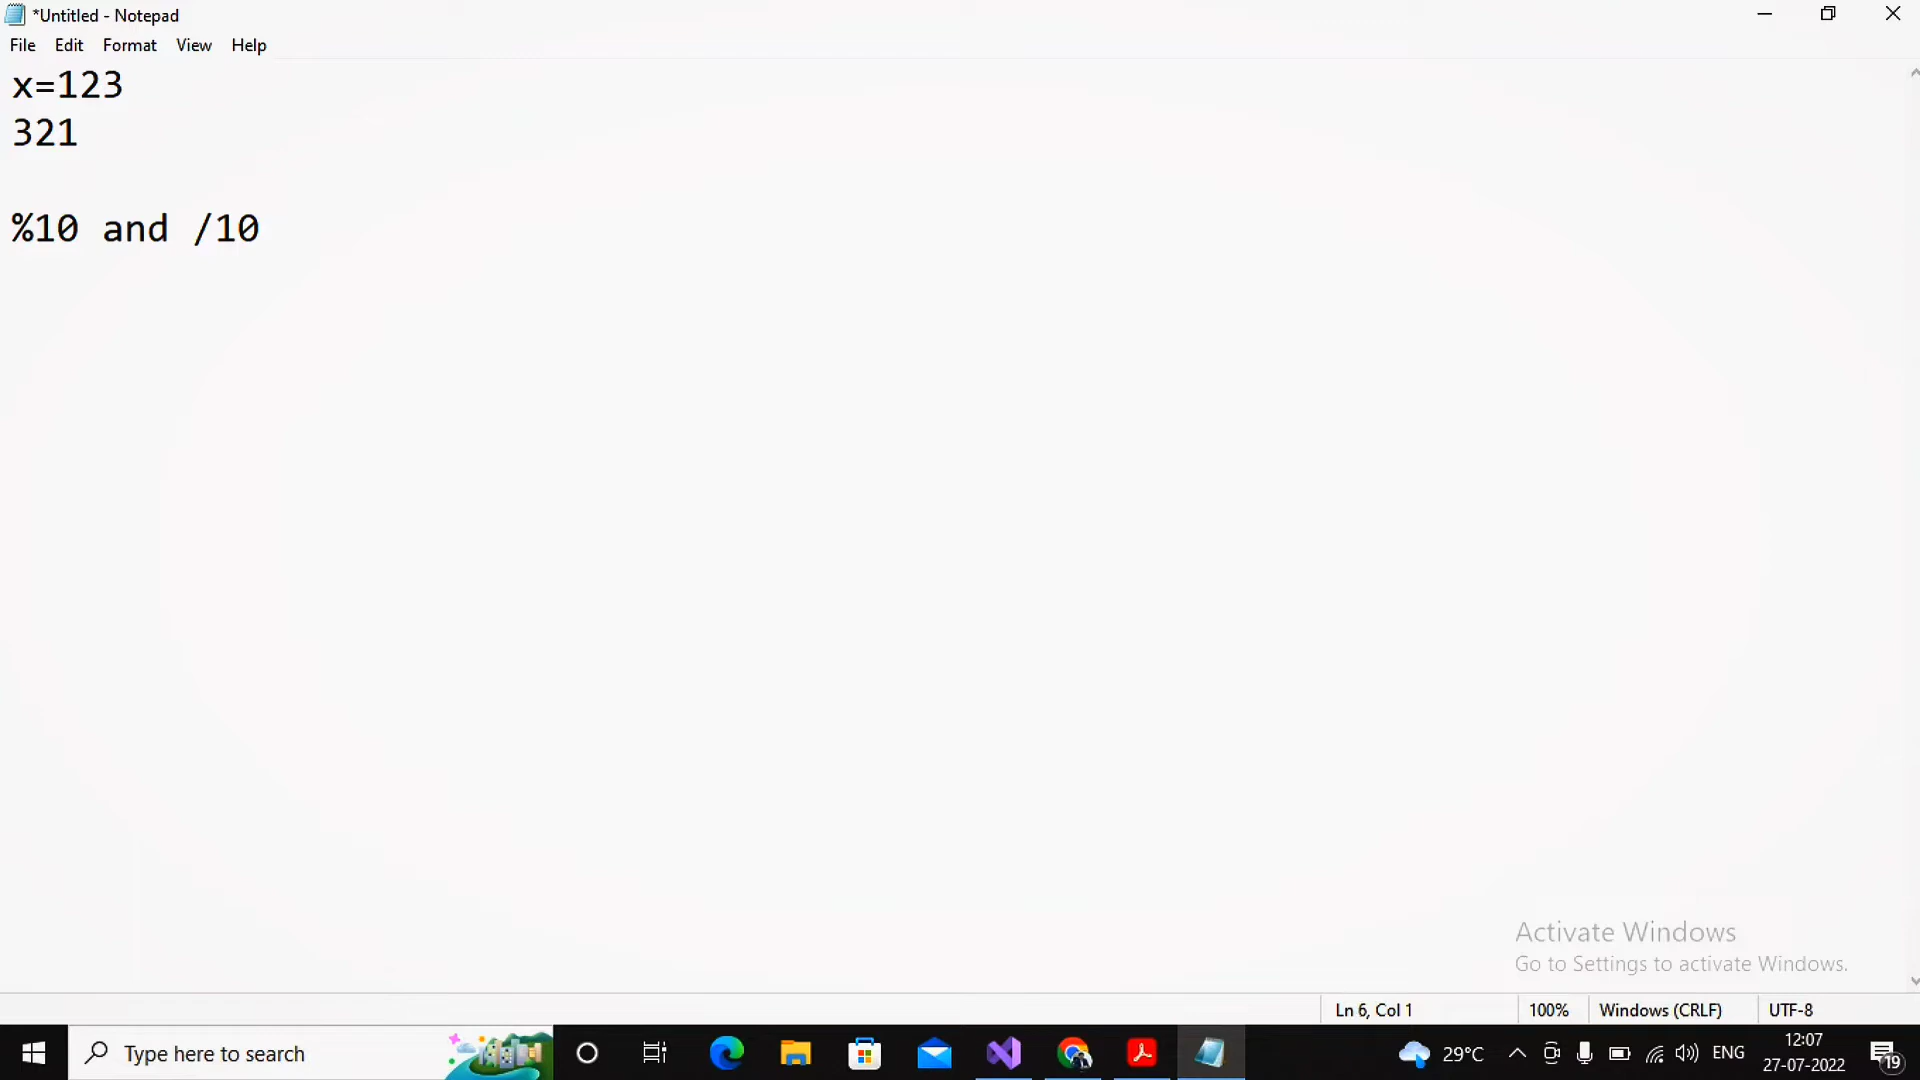 *Untitled - Notepad
File Edit Format View Help
x=123
321
%10 and /10
Activate Windows
Go to Settings to activate Windows.
Ln 6, Col 1 100% Windows (CRLF) UTF-8
Type here to search 29°C ENG 12:07
27-07-2022 19